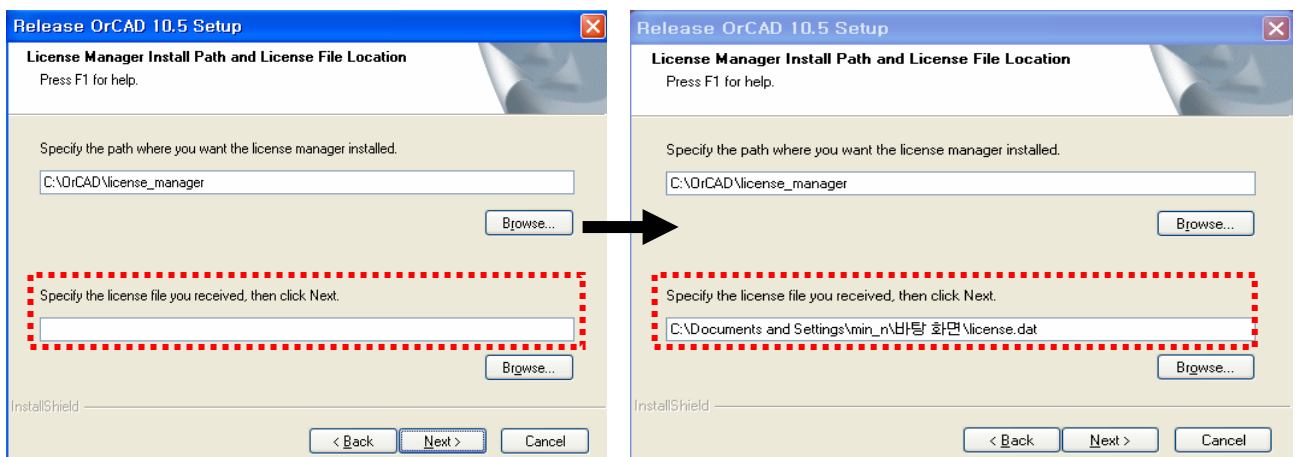 Release OrCAD 10.5 Setup
License Manager Install Path and License File Location
Press F1 for help.
Specify the path where you want the license manager installed.
C:\OrCAD\license_manager
Browse...
Specify the license file you received, then click Next.
Browse...
InstallShield
< Back
Next >
Cancel
Release OrCAD 10.5 Setup
License Manager Install Path and License File Location
Press F1 for help.
Specify the path where you want the license manager installed.
C:\OrCAD\license_manager
Browse...
Specify the license file you received, then click Next.
C:\Documents and Settings\min_n\바탕 화면\license.dat
Browse...
InstallShield
< Back
Next >
Cancel